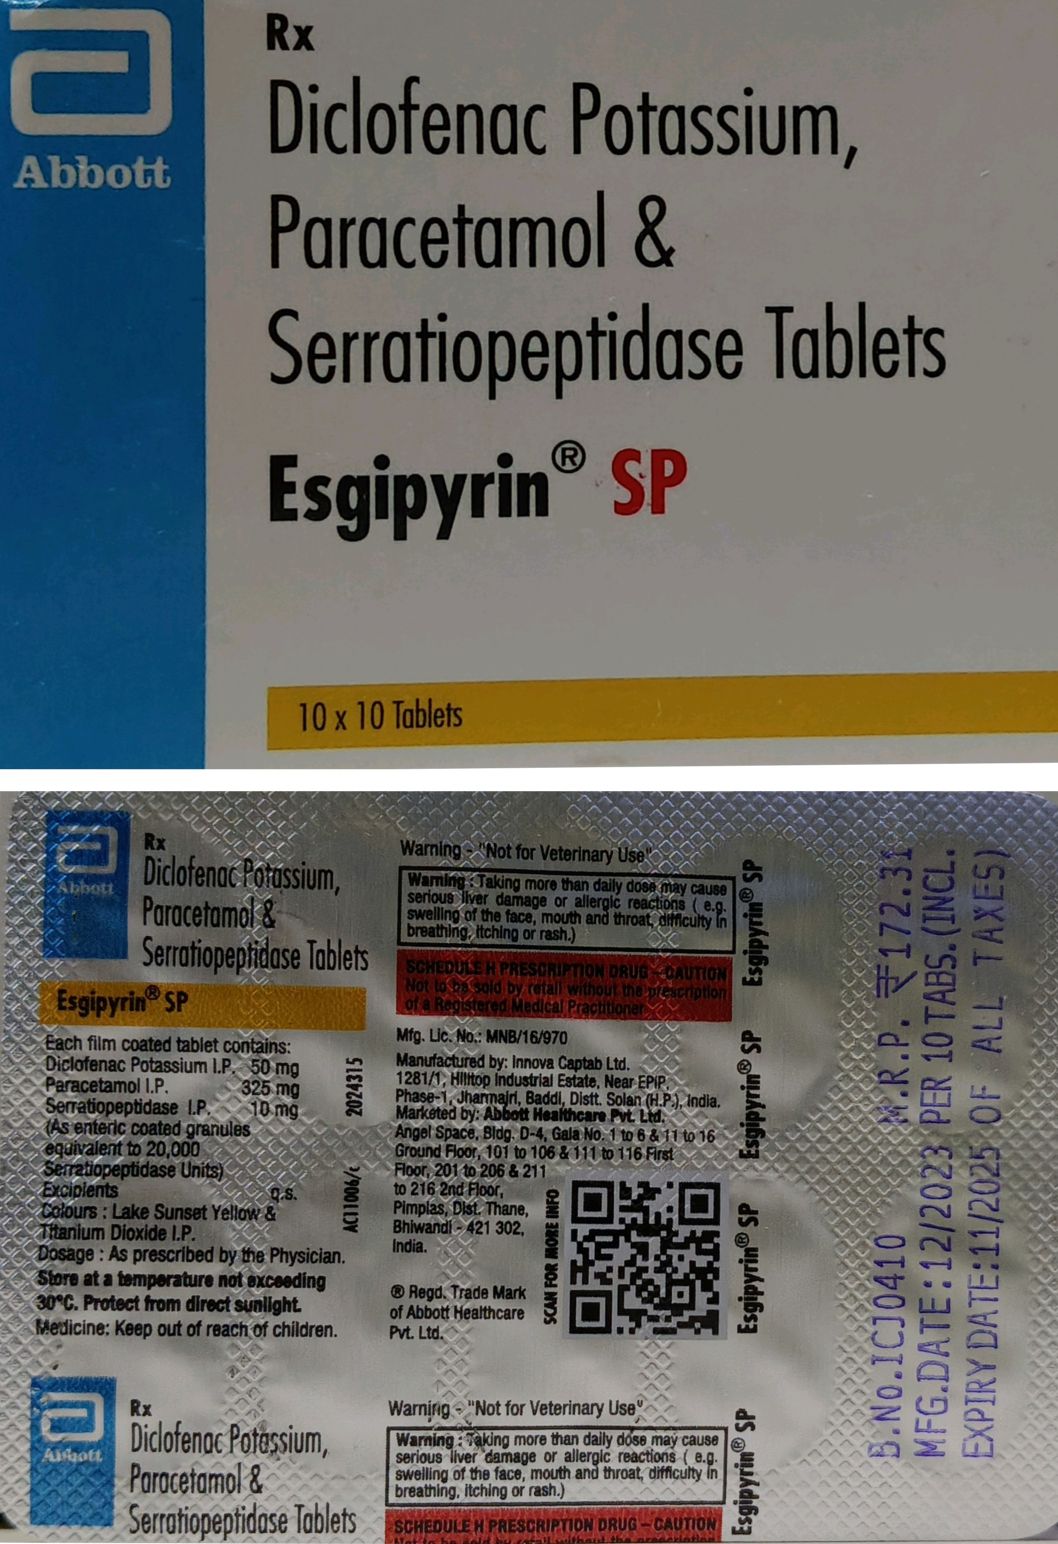 Abbott
Rx
Diclofenac Potassium,
Paracetamol &
Serratiopeptidase Tablets
Esgipyrin® SP
10 x 10 Tablets
Abbott
Rx
Diclofenac Potassium,
Paracetamol &
Serratiopeptidase Tablets
Esgipyrin® SP
Each film coated tablet contains:
Diclofenac Potassium I.P. 50 mg
Paracetamol I.P. 325 mg
Serratiopeptidase I.P. 10 mg
(As enteric coated granules
equivalent to 20,000
Serratiopeptidase Units)
Excipients q.s.
Colours : Lake Sunset Yellow &
Titanium Dioxide I.P.
Dosage : As prescribed by the Physician.
Store at a temperature not exceeding
30°C. Protect from direct sunlight.
Medicine: Keep out of reach of children.
2024315
AC11006/c
Warning - "Not for Veterinary Use"
Warning : Taking more than daily dose may cause
serious liver damage or allergic reactions ( e.g.
swelling of the face, mouth and throat, difficulty in
breathing, itching or rash.)
SCHEDULE H PRESCRIPTION DRUG – CAUTION
Not to be sold by retail without the prescription
of a Registered Medical Practitioner
Mfg. Lic. No.: MNB/16/970
Manufactured by: Innova Captab Ltd.
1281/1, Hilltop Industrial Estate, Near EPIP,
Phase-1, Jharmajri, Baddi, Distt. Solan (H.P.), India.
Marketed by: Abbott Healthcare Pvt. Ltd.
Angel Space, Bldg. D-4, Gala No. 1 to 6 & 11 to 16
Ground Floor, 101 to 106 & 111 to 116 First
Floor, 201 to 206 & 211
to 216 2nd Floor,
Pimplas, Dist. Thane,
Bhiwandi - 421 302,
India.
® Regd. Trade Mark
of Abbott Healthcare
Pvt. Ltd.
SCAN FOR MORE INFO
Esgipyrin® SP
Esgipyrin® SP
Esgipyrin® SP
Esgipyrin® SP
B.No.ICJ0410 M.R.P. ₹172.31
MFG.DATE:12/2023 PER 10 TABS.(INCL.
EXPIRY DATE:11/2025 OF ALL TAXES)
Abbott
Rx
Diclofenac Potassium,
Paracetamol &
Serratiopeptidase Tablets
Warning - "Not for Veterinary Use"
Warning : Taking more than daily dose may cause
serious liver damage or allergic reactions ( e.g.
swelling of the face, mouth and throat, difficulty in
breathing, itching or rash.)
SCHEDULE H PRESCRIPTION DRUG – CAUTION
Not to be sold by retail without the prescription